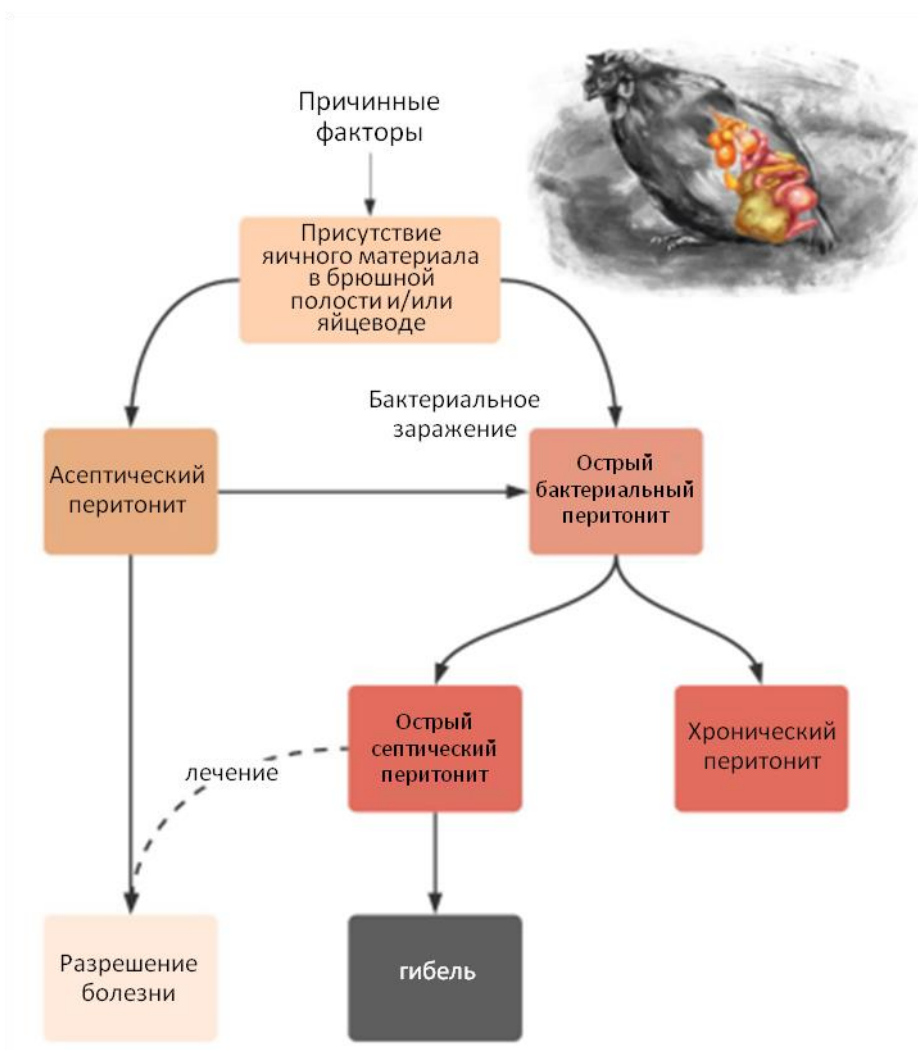 Причинные
факторы
Присутствие
яичного материала
в брюшной
полости и/или
яйцеводе
Бактериальное
заражение
Асептический
перитонит
Острый
бактериальный
перитонит
Острый
септический
перитонит
Хронический
перитонит
лечение
Разрешение
болезни
гибель